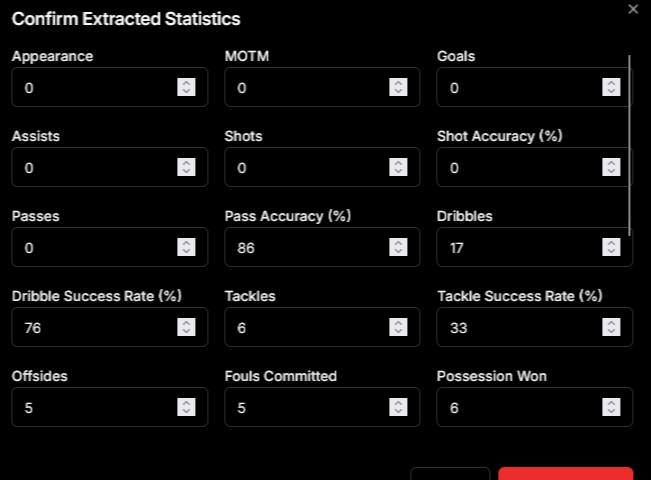 Confirm Extracted Statistics
Appearance MOTM Goals
0 0 0
Assists Shots Shot Accuracy (%)
0 0 0
Passes Pass Accuracy (%) Dribbles
0 86 17
Dribble Success Rate (%) Tackles Tackle Success Rate (%)
76 6 33
Offsides Fouls Committed Possession Won
5 5 6